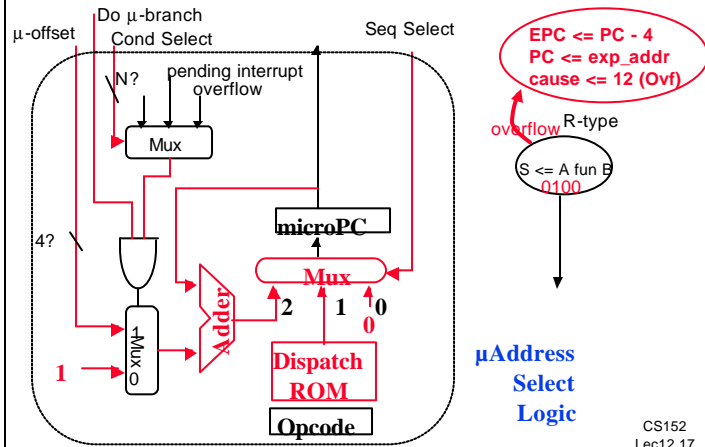 Do µ-branch
µ-offset
Cond Select
Seq Select
N?
pending interrupt
overflow
Mux
4?
microPC
Mux
2
1
0
0
Adder
1
Mux
0
1
Dispatch
ROM
Opcode
EPC <= PC - 4
PC <= exp_addr
cause <= 12 (Ovf)
overflow
R-type
S <= A fun B
0100
µAddress
Select
Logic
CS152
Lec12.17